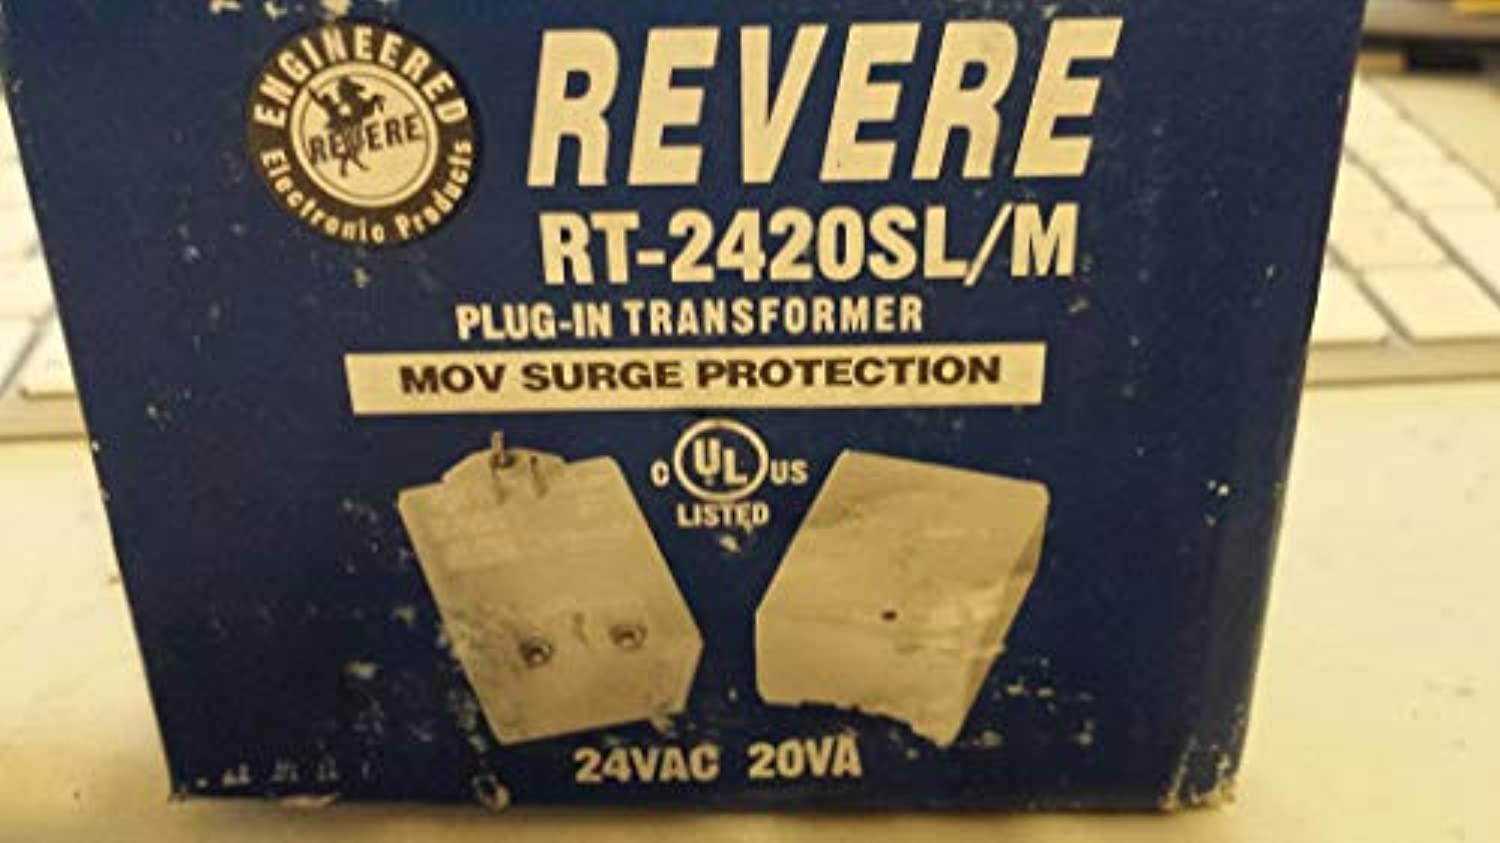 ENGINEERED
REVERE
Electronic Products
REVERE
RT-2420SL/M
PLUG-IN TRANSFORMER
MOV SURGE PROTECTION
C UL US
LISTED
24VAC 20VA